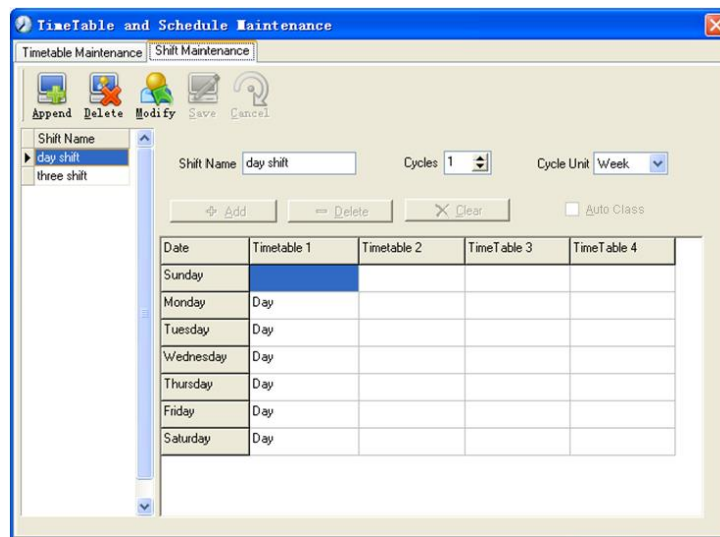 TimeTable and Schedule Maintenance
Timetable Maintenance Shift Maintenance
Append Delete Modify Save Cancel
Shift Name
day shift
three shift
Shift Name day shift Cycles 1 Cycle Unit Week
Add Delete Clear Auto Class
Date Timetable 1 Timetable 2 TimeTable 3 TimeTable 4
Sunday
Monday Day
Tuesday Day
Wednesday Day
Thursday Day
Friday Day
Saturday Day